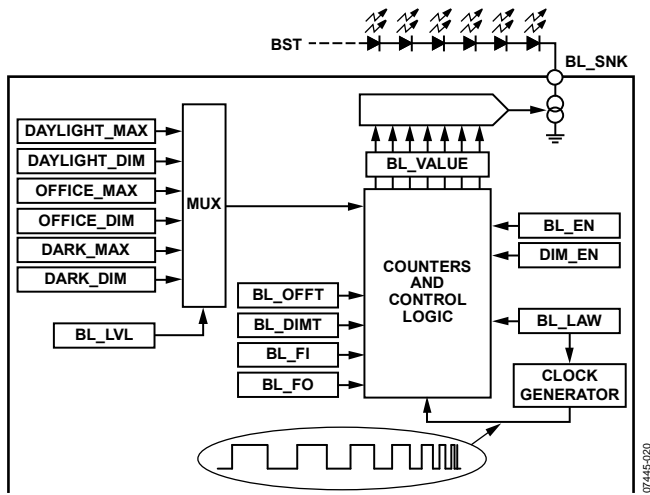 BST
BL_SNK
DAYLIGHT_MAX
DAYLIGHT_DIM
OFFICE_MAX
OFFICE_DIM
DARK_MAX
DARK_DIM
MUX
BL_LVL
BL_VALUE
COUNTERS
AND
CONTROL
LOGIC
BL_OFFT
BL_DIMT
BL_FI
BL_FO
BL_EN
DIM_EN
BL_LAW
CLOCK
GENERATOR
07445-020